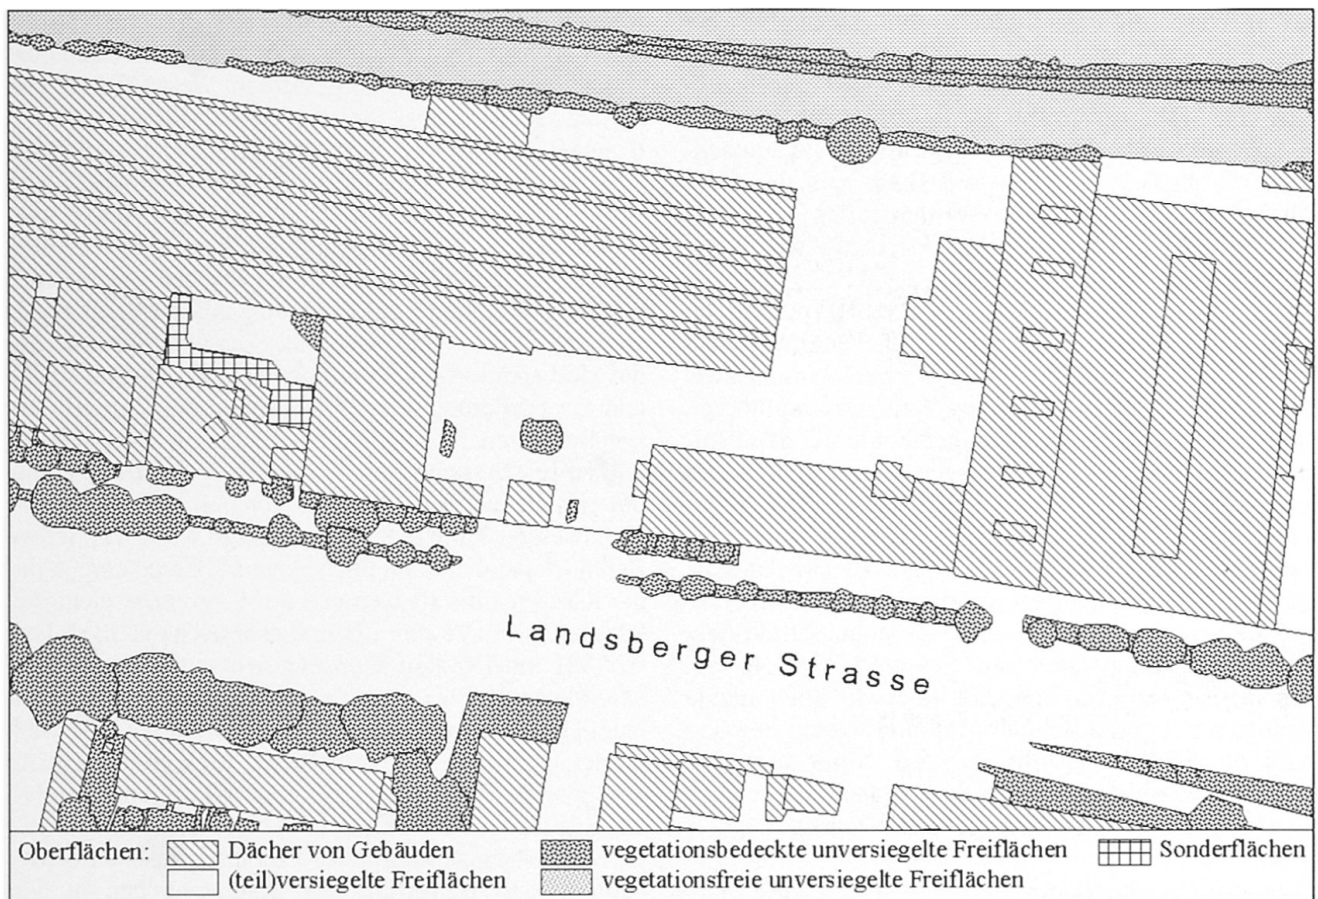 Landsberger Strasse
Oberflächen: Dächer von Gebäuden vegetationsbedeckte unversiegelte Freiflächen Sonderflächen
(teil)versiegelte Freiflächen vegetationsfreie unversiegelte Freiflächen